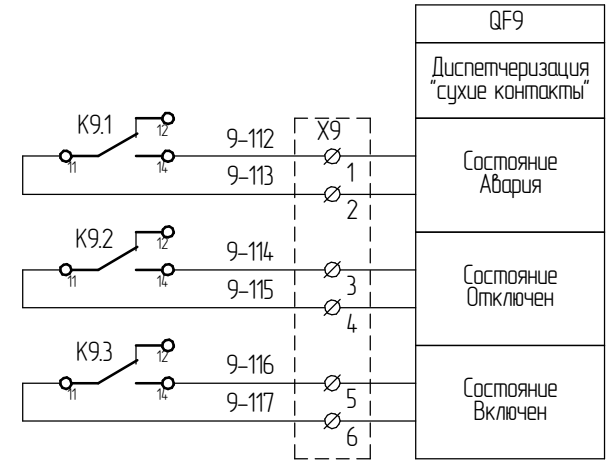 QF9
Диспетчеризация
"сухие контакты"
K9.1
12
11
14
9-112
X9
1
9-113
2
Состояние
Авария
K9.2
12
11
14
9-114
3
9-115
4
Состояние
Отключен
K9.3
12
11
14
9-116
5
9-117
6
Состояние
Включен